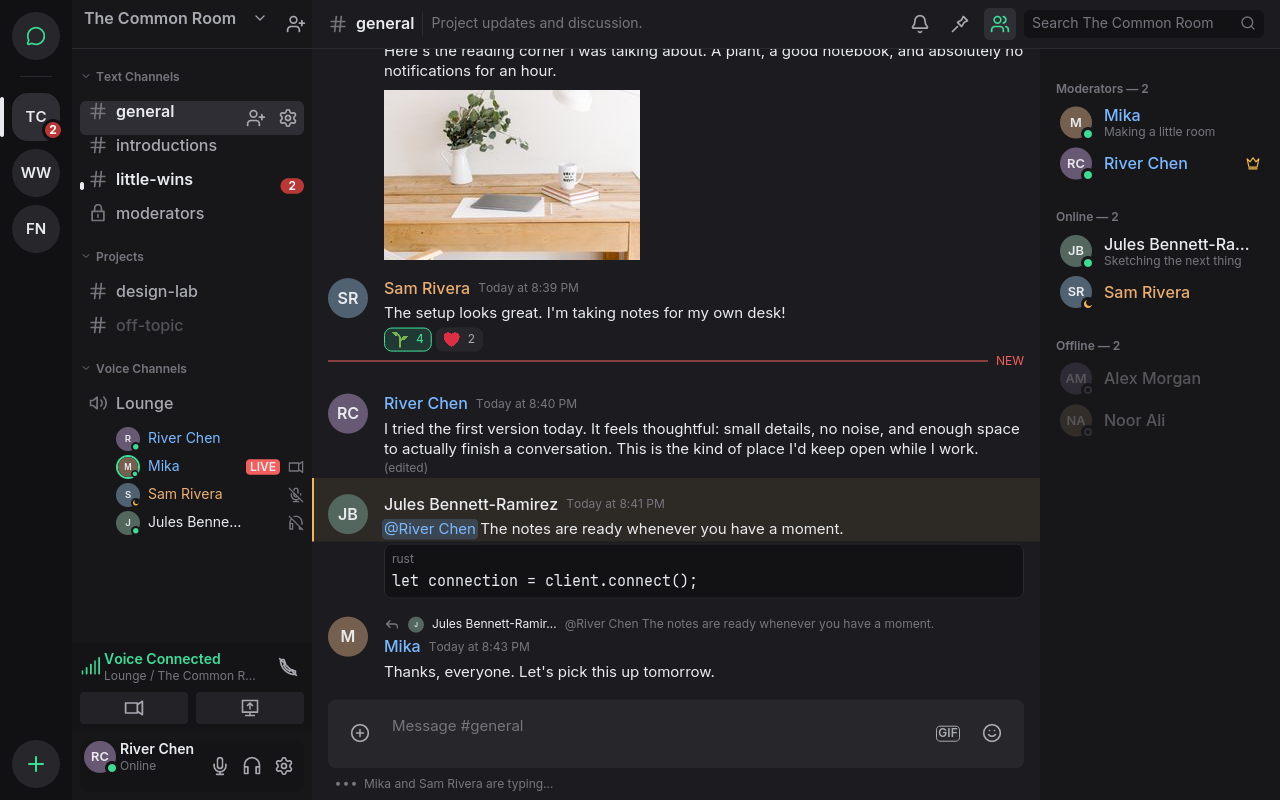 The Common Room
# general
Project updates and discussion.
Search The Common Room
TC
2
WW
FN
Text Channels
# general
# introductions
# little-wins
2
moderators
Projects
# design-lab
# off-topic
Voice Channels
Lounge
R
River Chen
M
Mika
LIVE
S
Sam Rivera
J
Jules Benne...
Voice Connected
Lounge / The Common R...
RC
River Chen
Online
Here's the reading corner I was talking about. A plant, a good notebook, and absolutely no
notifications for an hour.
SR
Sam Rivera Today at 8:39 PM
The setup looks great. I'm taking notes for my own desk!
4
2
NEW
RC
River Chen Today at 8:40 PM
I tried the first version today. It feels thoughtful: small details, no noise, and enough space
to actually finish a conversation. This is the kind of place I'd keep open while I work.
(edited)
JB
Jules Bennett-Ramirez Today at 8:41 PM
@River Chen The notes are ready whenever you have a moment.
rust
let connection = client.connect();
J
Jules Bennett-Ramir... @River Chen The notes are ready whenever you have a moment.
M
Mika Today at 8:43 PM
Thanks, everyone. Let's pick this up tomorrow.
Message #general
GIF
Mika and Sam Rivera are typing...
Moderators — 2
M
Mika
Making a little room
RC
River Chen
Online — 2
JB
Jules Bennett-Ra...
Sketching the next thing
SR
Sam Rivera
Offline — 2
AM
Alex Morgan
NA
Noor Ali